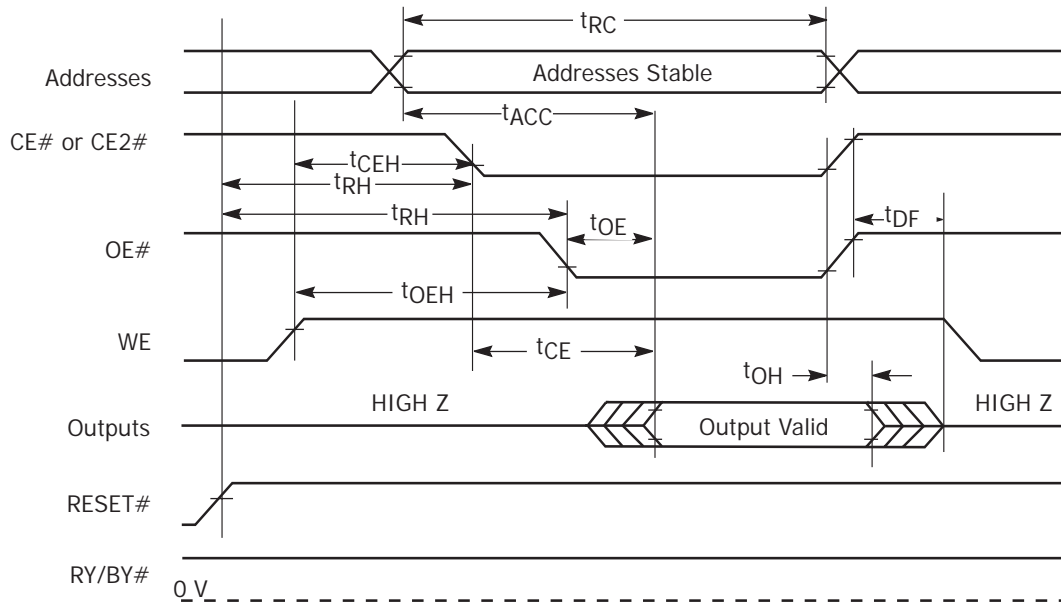 tRC
Addresses
Addresses Stable
tACC
CE# or CE2#
tCEH
tRH
tRH
tOE
tDF
OE#
tOEH
WE
tCE
tOH
HIGH Z
HIGH Z
Outputs
Output Valid
RESET#
RY/BY#
0 V